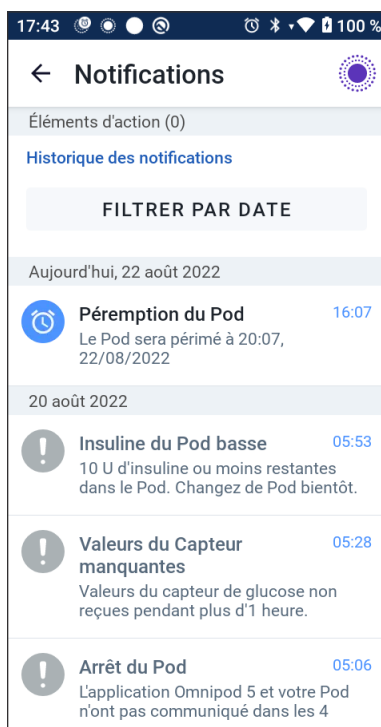 17:43 100 %
Notifications
Éléments d'action (0)
Historique des notifications
FILTRER PAR DATE
Aujourd'hui, 22 août 2022
Péremption du Pod 16:07
Le Pod sera périmé à 20:07,
22/08/2022
20 août 2022
Insuline du Pod basse 05:53
10 U d'insuline ou moins restantes
dans le Pod. Changez de Pod bientôt.
Valeurs du Capteur 05:28
manquantes
Valeurs du capteur de glucose non
reçues pendant plus d'1 heure.
Arrêt du Pod 05:06
L'application Omnipod 5 et votre Pod
n'ont pas communiqué dans les 4